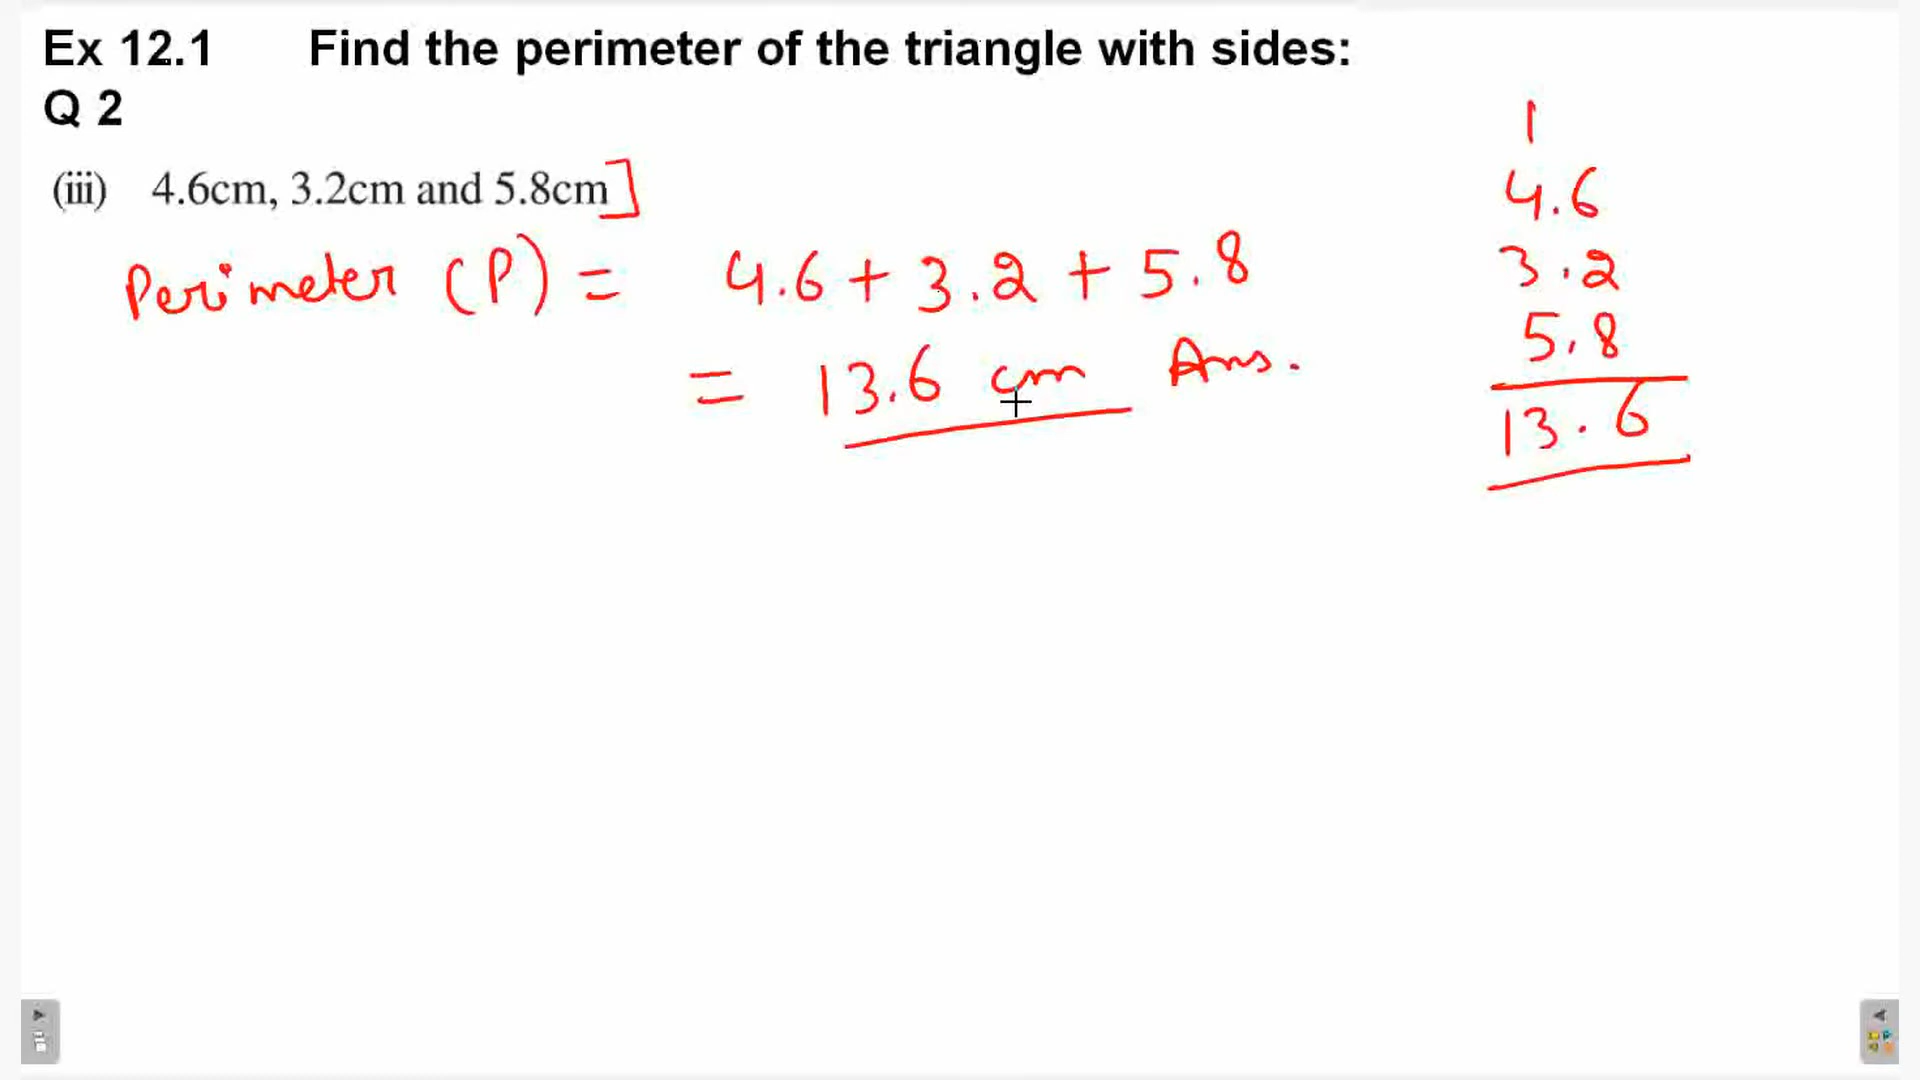 Ex 12.1 Find the perimeter of the triangle with sides:
Q 2
(iii) 4.6cm, 3.2cm and 5.8cm]
Perimeter (P) = 4.6 + 3.2 + 5.8
= 13.6 cm Ans.
1
4.6
3.2
5.8
13.6